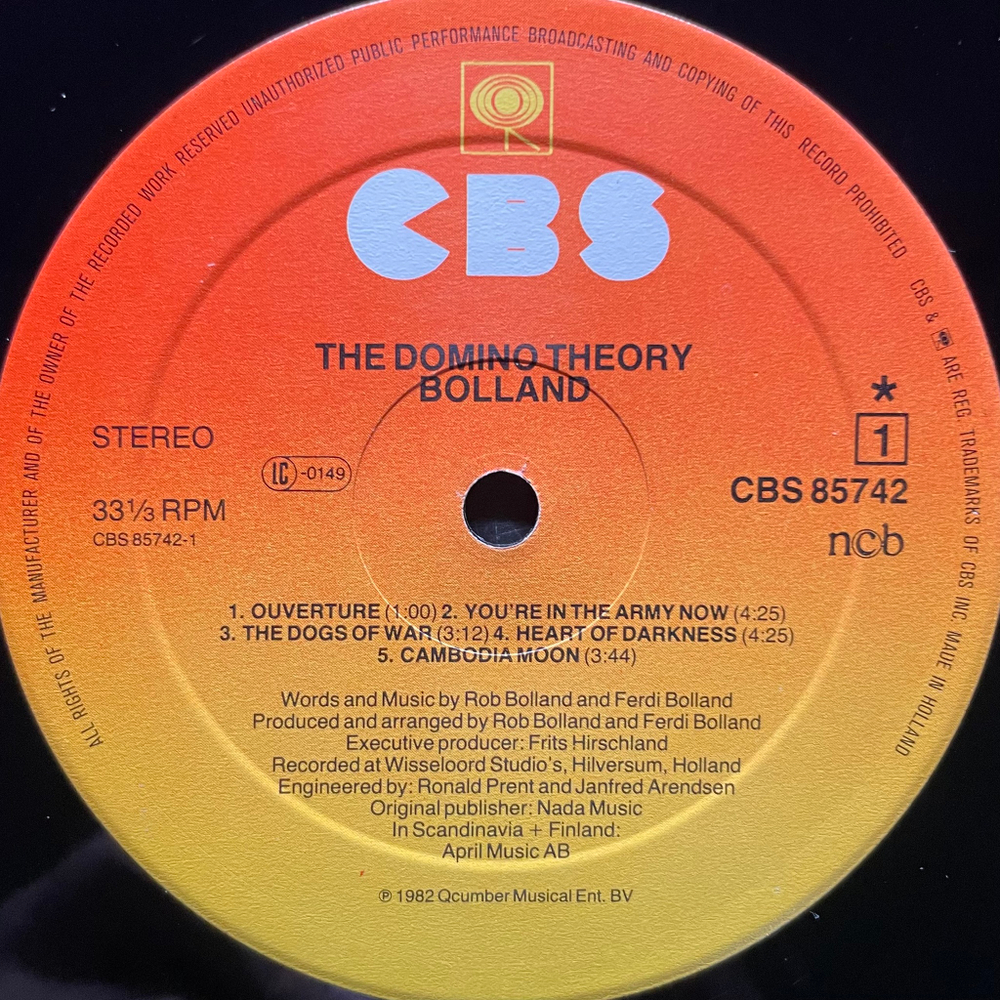 ALL RIGHTS OF THE MANUFACTURER AND OF THE OWNER OF THE RECORDED WORK RESERVED UNAUTHORIZED PUBLIC PERFORMANCE BROADCASTING AND COPYING OF THIS RECORD PROHIBITED
CBS & ARE REG. TRADEMARKS OF CBS INC. MADE IN HOLLAND
CBS
THE DOMINO THEORY
BOLLAND
STEREO
LC -0149
33⅓ RPM
CBS 85742-1
*
1
CBS 85742
ncb
1. OUVERTURE (1:00) 2. YOU'RE IN THE ARMY NOW (4:25)
3. THE DOGS OF WAR (3:12) 4. HEART OF DARKNESS (4:25)
5. CAMBODIA MOON (3:44)
Words and Music by Rob Bolland and Ferdi Bolland
Produced and arranged by Rob Bolland and Ferdi Bolland
Executive producer: Frits Hirschland
Recorded at Wisseloord Studio's, Hilversum, Holland
Engineered by: Ronald Prent and Janfred Arendsen
Original publisher: Nada Music
In Scandinavia + Finland:
April Music AB
℗ 1982 Qcumber Musical Ent. BV